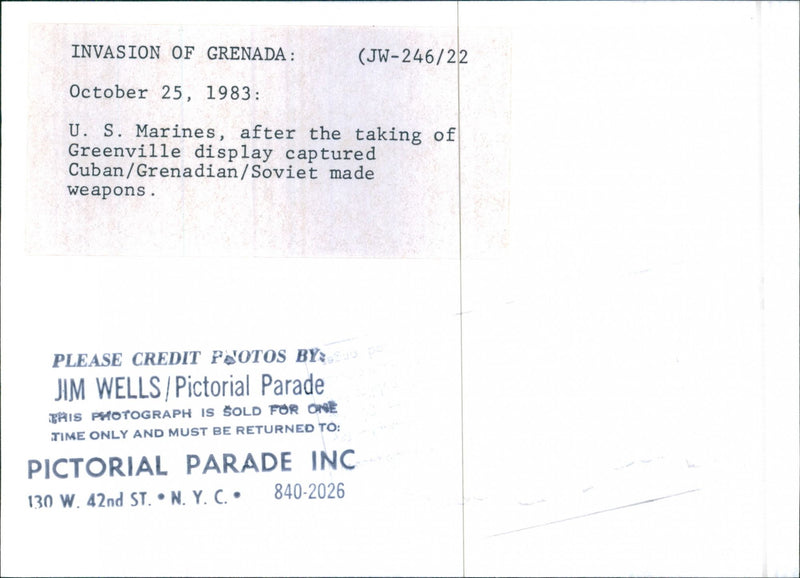 INVASION OF GRENADA: (JW-246/22
October 25, 1983:
U. S. Marines, after the taking of
Greenville display captured
Cuban/Grenadian/Soviet made
weapons.
PLEASE CREDIT PHOTOS BY:
JIM WELLS/Pictorial Parade
THIS PHOTOGRAPH IS SOLD FOR ONE
TIME ONLY AND MUST BE RETURNED TO:
PICTORIAL PARADE INC
130 W. 42nd ST. • N. Y. C. • 840-2026